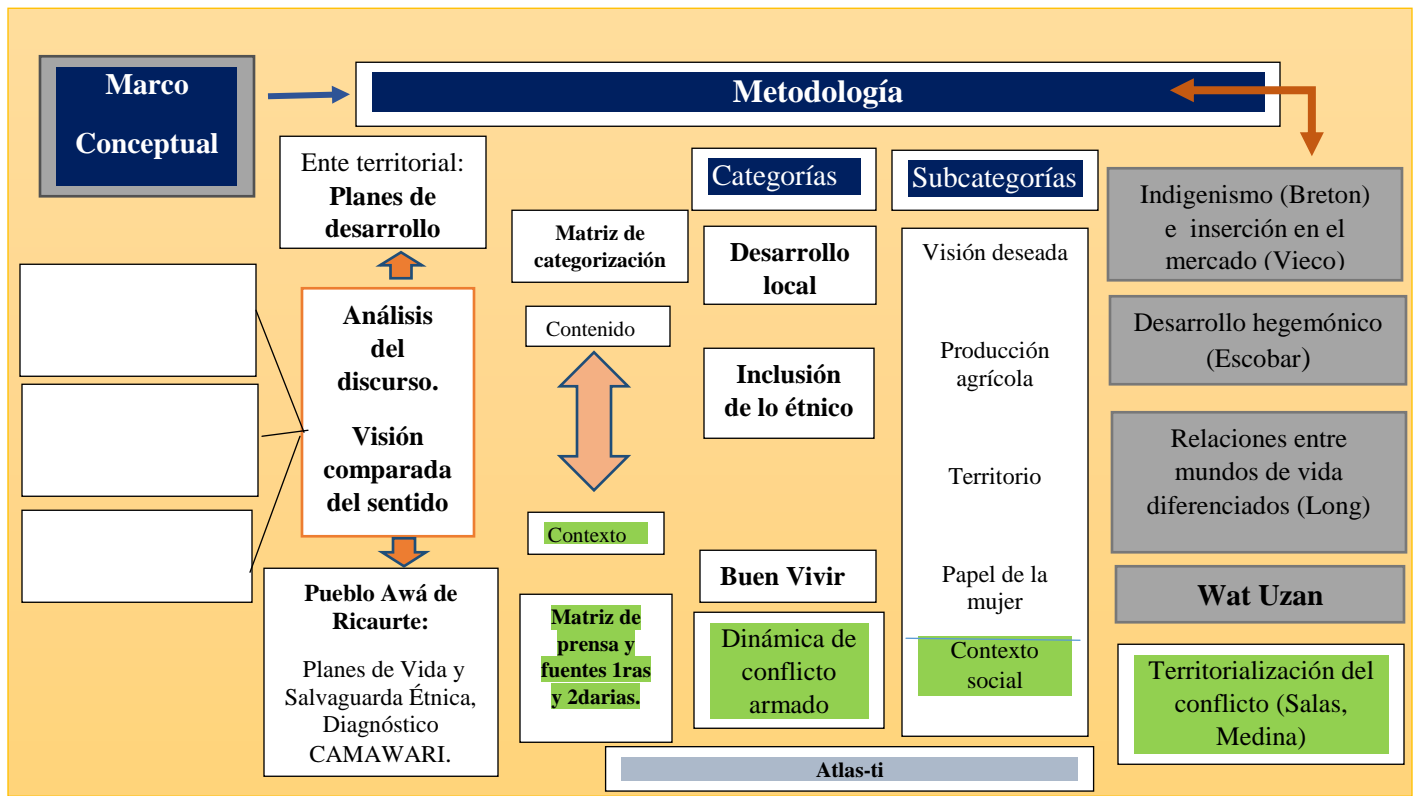 Marco
Conceptual
Metodología
Ente territorial:
Planes de
desarrollo
Análisis
del
discurso.
Visión
comparada
del sentido
Pueblo Awá de
Ricaurte:
Planes de Vida y
Salvaguarda Étnica,
Diagnóstico
CAMAWARI.
Matriz de
categorización
Contenido
Contexto
Matriz de
prensa y
fuentes 1ras
y 2darias.
Categorías
Desarrollo
local
Inclusión
de lo étnico
Buen Vivir
Dinámica de
conflicto
armado
Subcategorías
Visión deseada
Producción
agrícola
Territorio
Papel de la
mujer
Contexto
social
Atlas-ti
Indigenismo (Breton)
e inserción en el
mercado (Vieco)
Desarrollo hegemónico
(Escobar)
Relaciones entre
mundos de vida
diferenciados (Long)
Wat Uzan
Territorialización del
conflicto (Salas,
Medina)